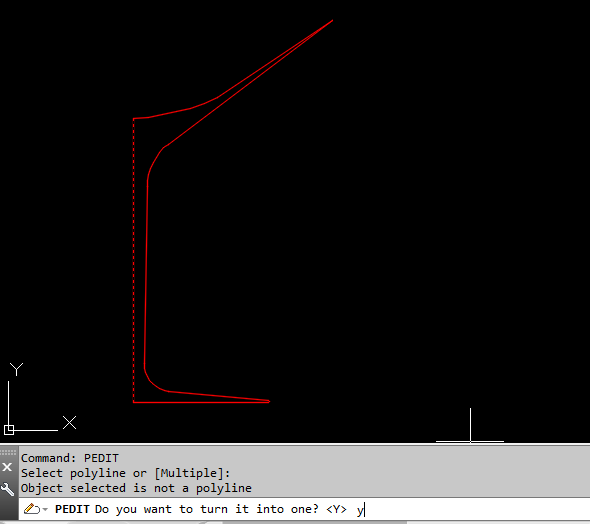 Y
X
Command: PEDIT
Select polyline or [Multiple]:
Object selected is not a polyline
PEDIT Do you want to turn it into one? <Y> y